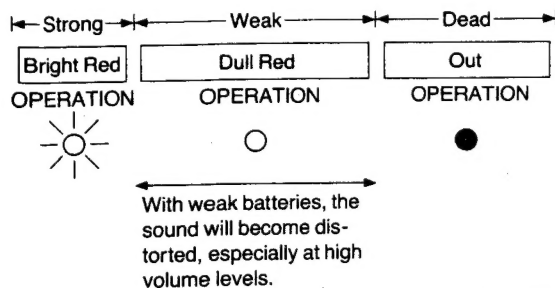 Strong Weak Dead
Bright Red Dull Red Out
OPERATION OPERATION OPERATION
With weak batteries, the
sound will become dis-
torted, especially at high
volume levels.